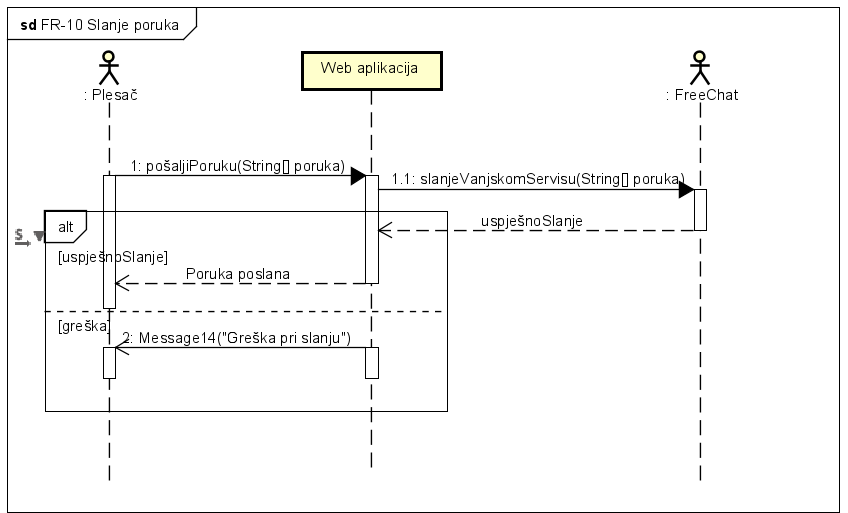 sd FR-10 Slanje poruka
: Plesač
Web aplikacija
: FreeChat
1: pošaljiPoruku(String[] poruka)
1.1: slanjeVanjskomServisu(String[] poruka)
alt
uspješnoSlanje
[uspješnoSlanje]
Poruka poslana
[greška]
2: Message14("Greška pri slanju")